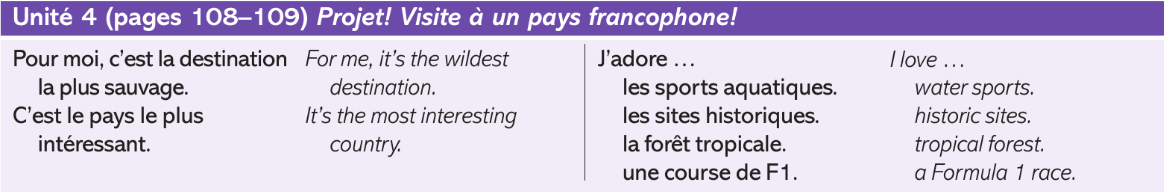 Unité 4 (pages 108–109) Projet! Visite à un pays francophone!
Pour moi, c’est la destination la plus sauvage.
For me, it’s the wildest destination.
C’est le pays le plus intéressant.
It’s the most interesting country.
J’adore …
I love …
les sports aquatiques.
water sports.
les sites historiques.
historic sites.
la forêt tropicale.
tropical forest.
une course de F1.
a Formula 1 race.